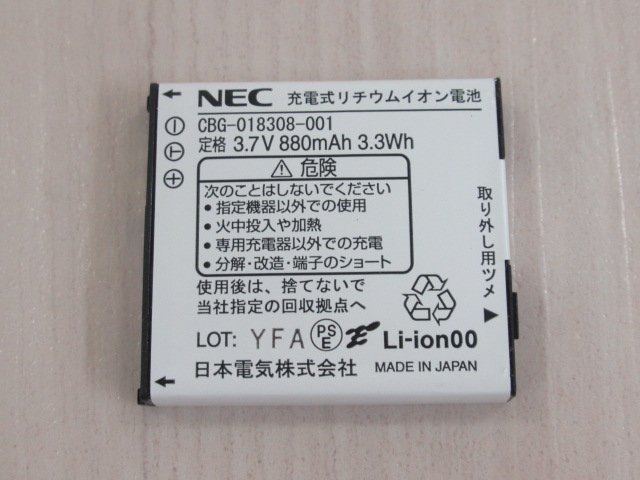 NEC 充電式リチウムイオン電池
CBG-018308-001
定格 3.7V 880mAh 3.3Wh
危険
次のことはしないでください
・指定機器以外での使用
・火中投入や加熱
・専用充電器以外での充電
・分解・改造・端子のショート
取り外し用ツメ
使用後は、捨てないで
当社指定の回収拠点へ
LOT: YFA PSE Li-ion00
日本電気株式会社 MADE IN JAPAN